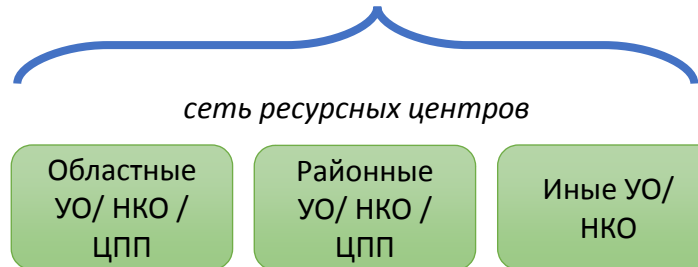 сеть ресурсных центров
Областные
УО/ НКО /
ЦПП
Районные
УО/ НКО /
ЦПП
Иные УО/
НКО